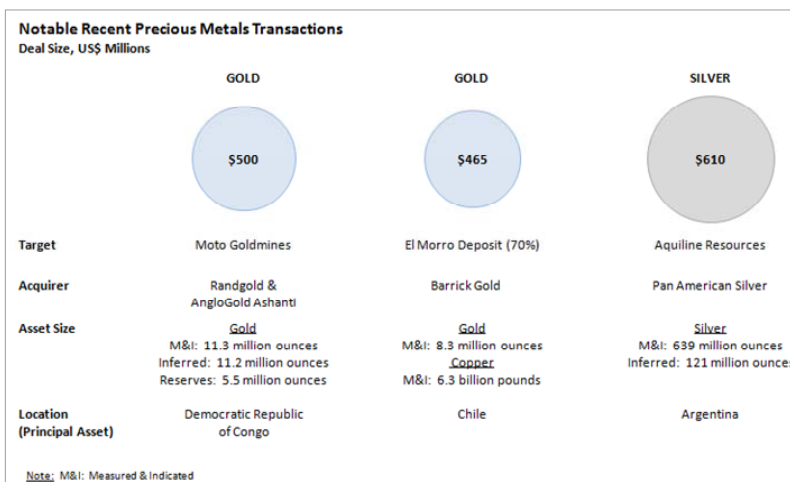 Notable Recent Precious Metals Transactions
Deal Size, US$ Millions
GOLD GOLD SILVER
$500 $465 $610
Target Moto Goldmines El Morro Deposit (70%) Aquiline Resources
Acquirer Randgold & Barrick Gold Pan American Silver
AngloGold Ashanti
Asset Size Gold Gold Silver
M&I: 11.3 million ounces M&I: 8.3 million ounces M&I: 639 million ounces
Inferred: 11.2 million ounces Copper Inferred: 121 million ounces
Reserves: 5.5 million ounces M&I: 6.3 billion pounds
Location Democratic Republic Chile Argentina
(Principal Asset) of Congo
Note: M&I: Measured & Indicated